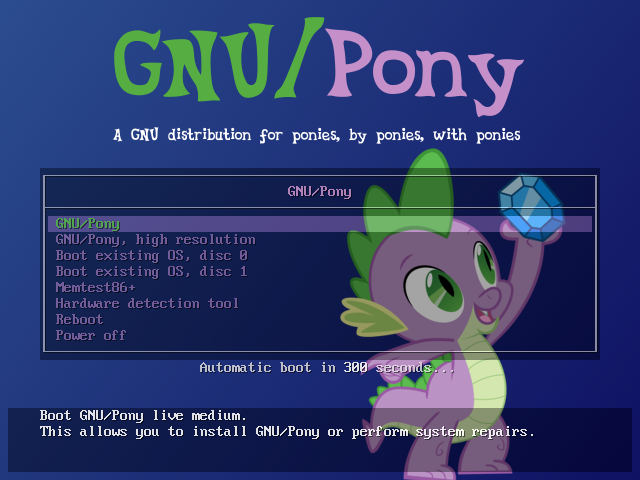 GNU/Pony
A GNU distribution for ponies, by ponies, with ponies
GNU/Pony
GNU/Pony
GNU/Pony, high resolution
Boot existing OS, disc 0
Boot existing OS, disc 1
Memtest86+
Hardware detection tool
Reboot
Power off
Automatic boot in 300 seconds...
Boot GNU/Pony live medium.
This allows you to install GNU/Pony or perform system repairs.